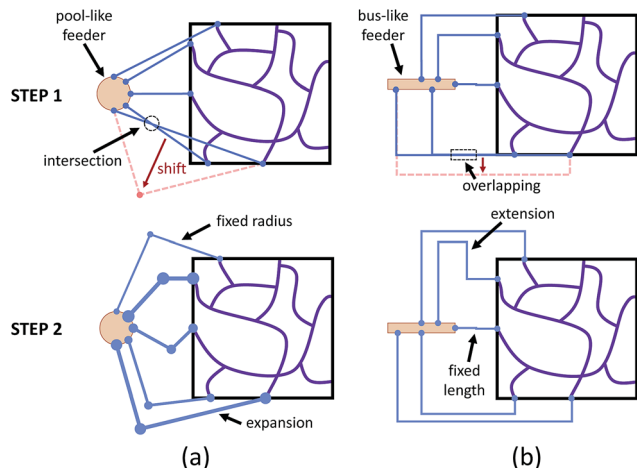 pool-like
feeder
STEP 1
intersection
shift
bus-like
feeder
overlapping
fixed radius
STEP 2
expansion
extension
fixed
length
(a)
(b)